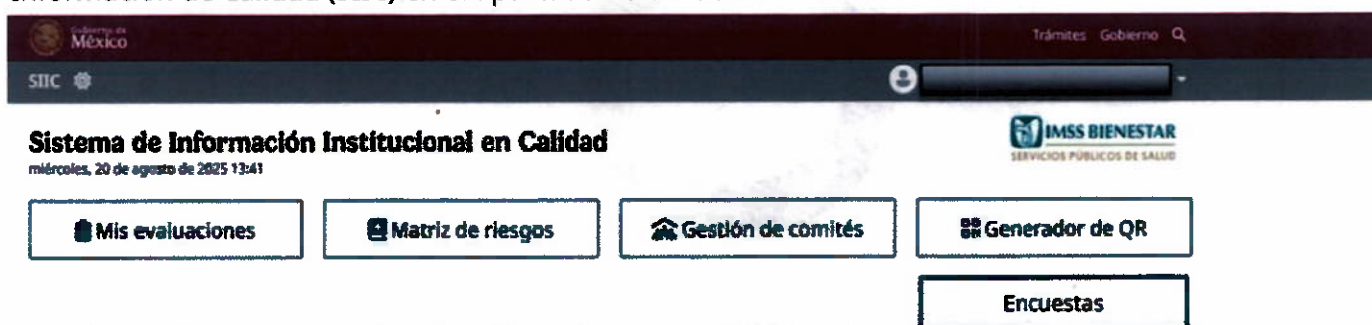 Gobierno de
México
Trámites Gobierno
SIIC
Sistema de Información Institucional en Calidad
miércoles, 20 de agosto de 2025 13:41
IMSS BIENESTAR
SERVICIOS PÚBLICOS DE SALUD
Mis evaluaciones
Matriz de riesgos
Gestión de comités
Generador de QR
Encuestas